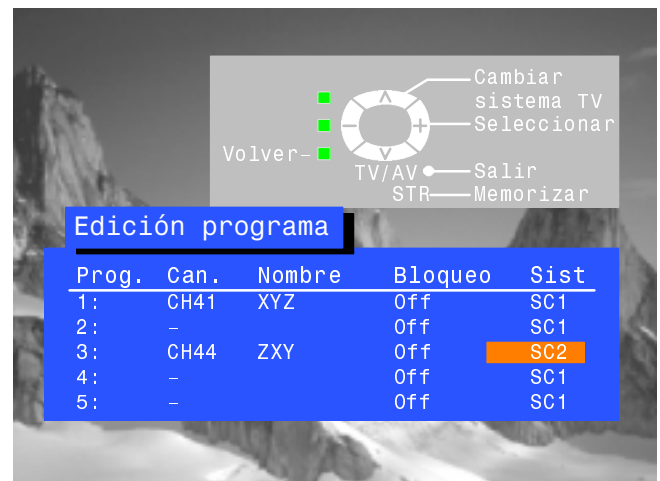 Cambiar
sistema TV
Seleccionar
Volver
TV/AV Salir
STR Memorizar
Edición programa
Prog. Can. Nombre Bloqueo Sist
1: CH41 XYZ Off SC1
2: – Off SC1
3: CH44 ZXY Off SC2
4: – Off SC1
5: – Off SC1